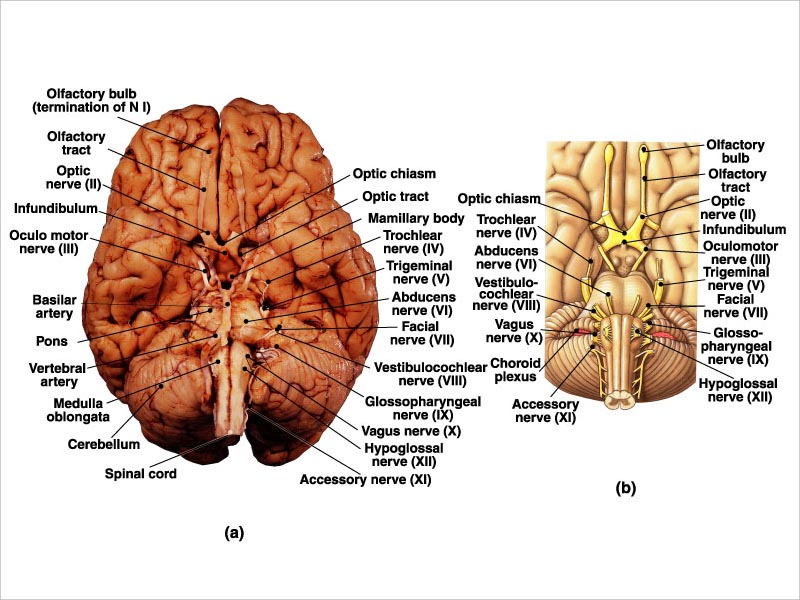 Olfactory bulb
(termination of N I)
Olfactory
tract
Optic
nerve (II)
Infundibulum
Oculo motor
nerve (III)
Basilar
artery
Pons
Vertebral
artery
Medulla
oblongata
Cerebellum
Spinal cord
Optic chiasm
Optic tract
Mamillary body
Trochlear
nerve (IV)
Trigeminal
nerve (V)
Abducens
nerve (VI)
Facial
nerve (VII)
Vestibulocochlear
nerve (VIII)
Glossopharyngeal
nerve (IX)
Vagus nerve (X)
Hypoglossal
nerve (XII)
Accessory nerve (XI)
(a)
Optic chiasm
Trochlear
nerve (IV)
Abducens
nerve (VI)
Vestibulo-
cochlear
nerve (VIII)
Vagus
nerve (X)
Choroid
plexus
Accessory
nerve (XI)
Olfactory
bulb
Olfactory
tract
Optic
nerve (II)
Infundibulum
Oculomotor
nerve (III)
Trigeminal
nerve (V)
Facial
nerve (VII)
Glosso-
pharyngeal
nerve (IX)
Hypoglossal
nerve (XII)
(b)